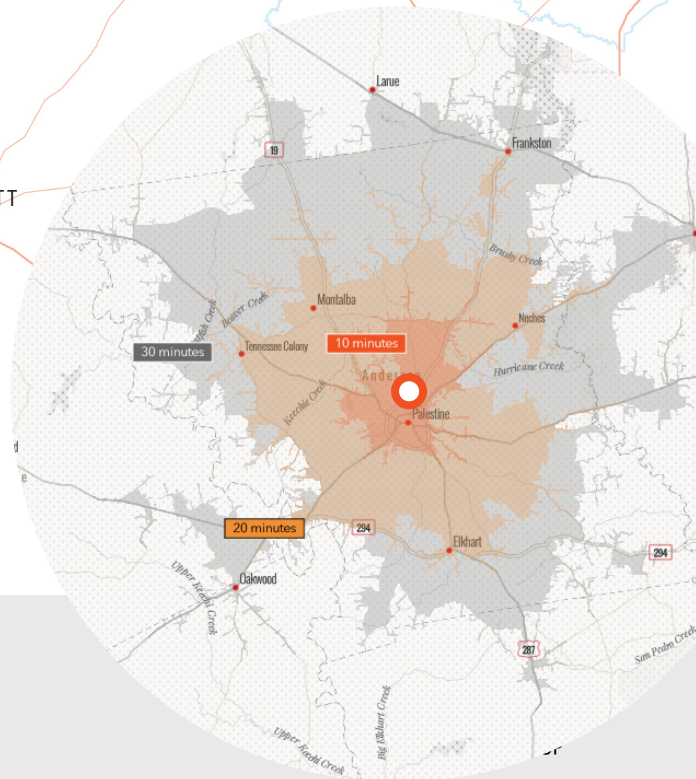 Larue
19
Frankston
TT
Brushy Creek
Beaver Creek
Montalba
Neches
10 minutes
Tennessee Colony
30 minutes
Hurricane Creek
Keechie Creek
Palestine
20 minutes
294
Elkhart
294
Oakwood
Upper Keechi Creek
287
San Pedro Creek
Big Elkhart Creek
Upper Keechi Creek